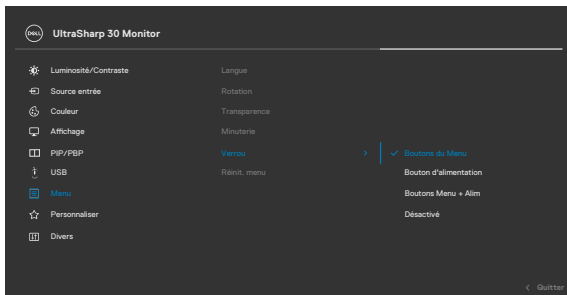 DELL UltraSharp 30 Monitor
Luminosité/Contraste Langue
Source entrée Rotation
Couleur Transparence
Affichage Minuterie
PIP/PBP Verrou > ✓ Boutons du Menu
USB Réinit. menu Bouton d'alimentation
Menu Boutons Menu + Alim
Personnaliser Désactivé
Divers
< Quitter